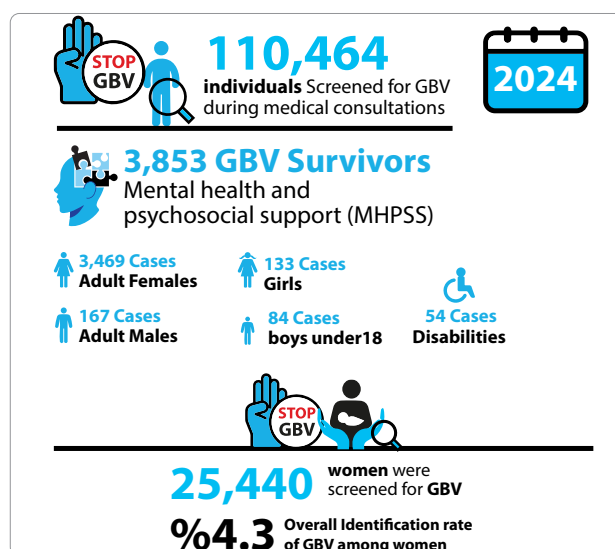 STOP
GBV
110,464
individuals Screened for GBV
during medical consultations
2024
3,853 GBV Survivors
Mental health and
psychosocial support (MHPSS)
3,469 Cases
Adult Females
133 Cases
Girls
167 Cases
Adult Males
84 Cases
boys under18
54 Cases
Disabilities
STOP
GBV
25,440
women were
screened for GBV
%4.3
Overall Identification rate
of GBV among women